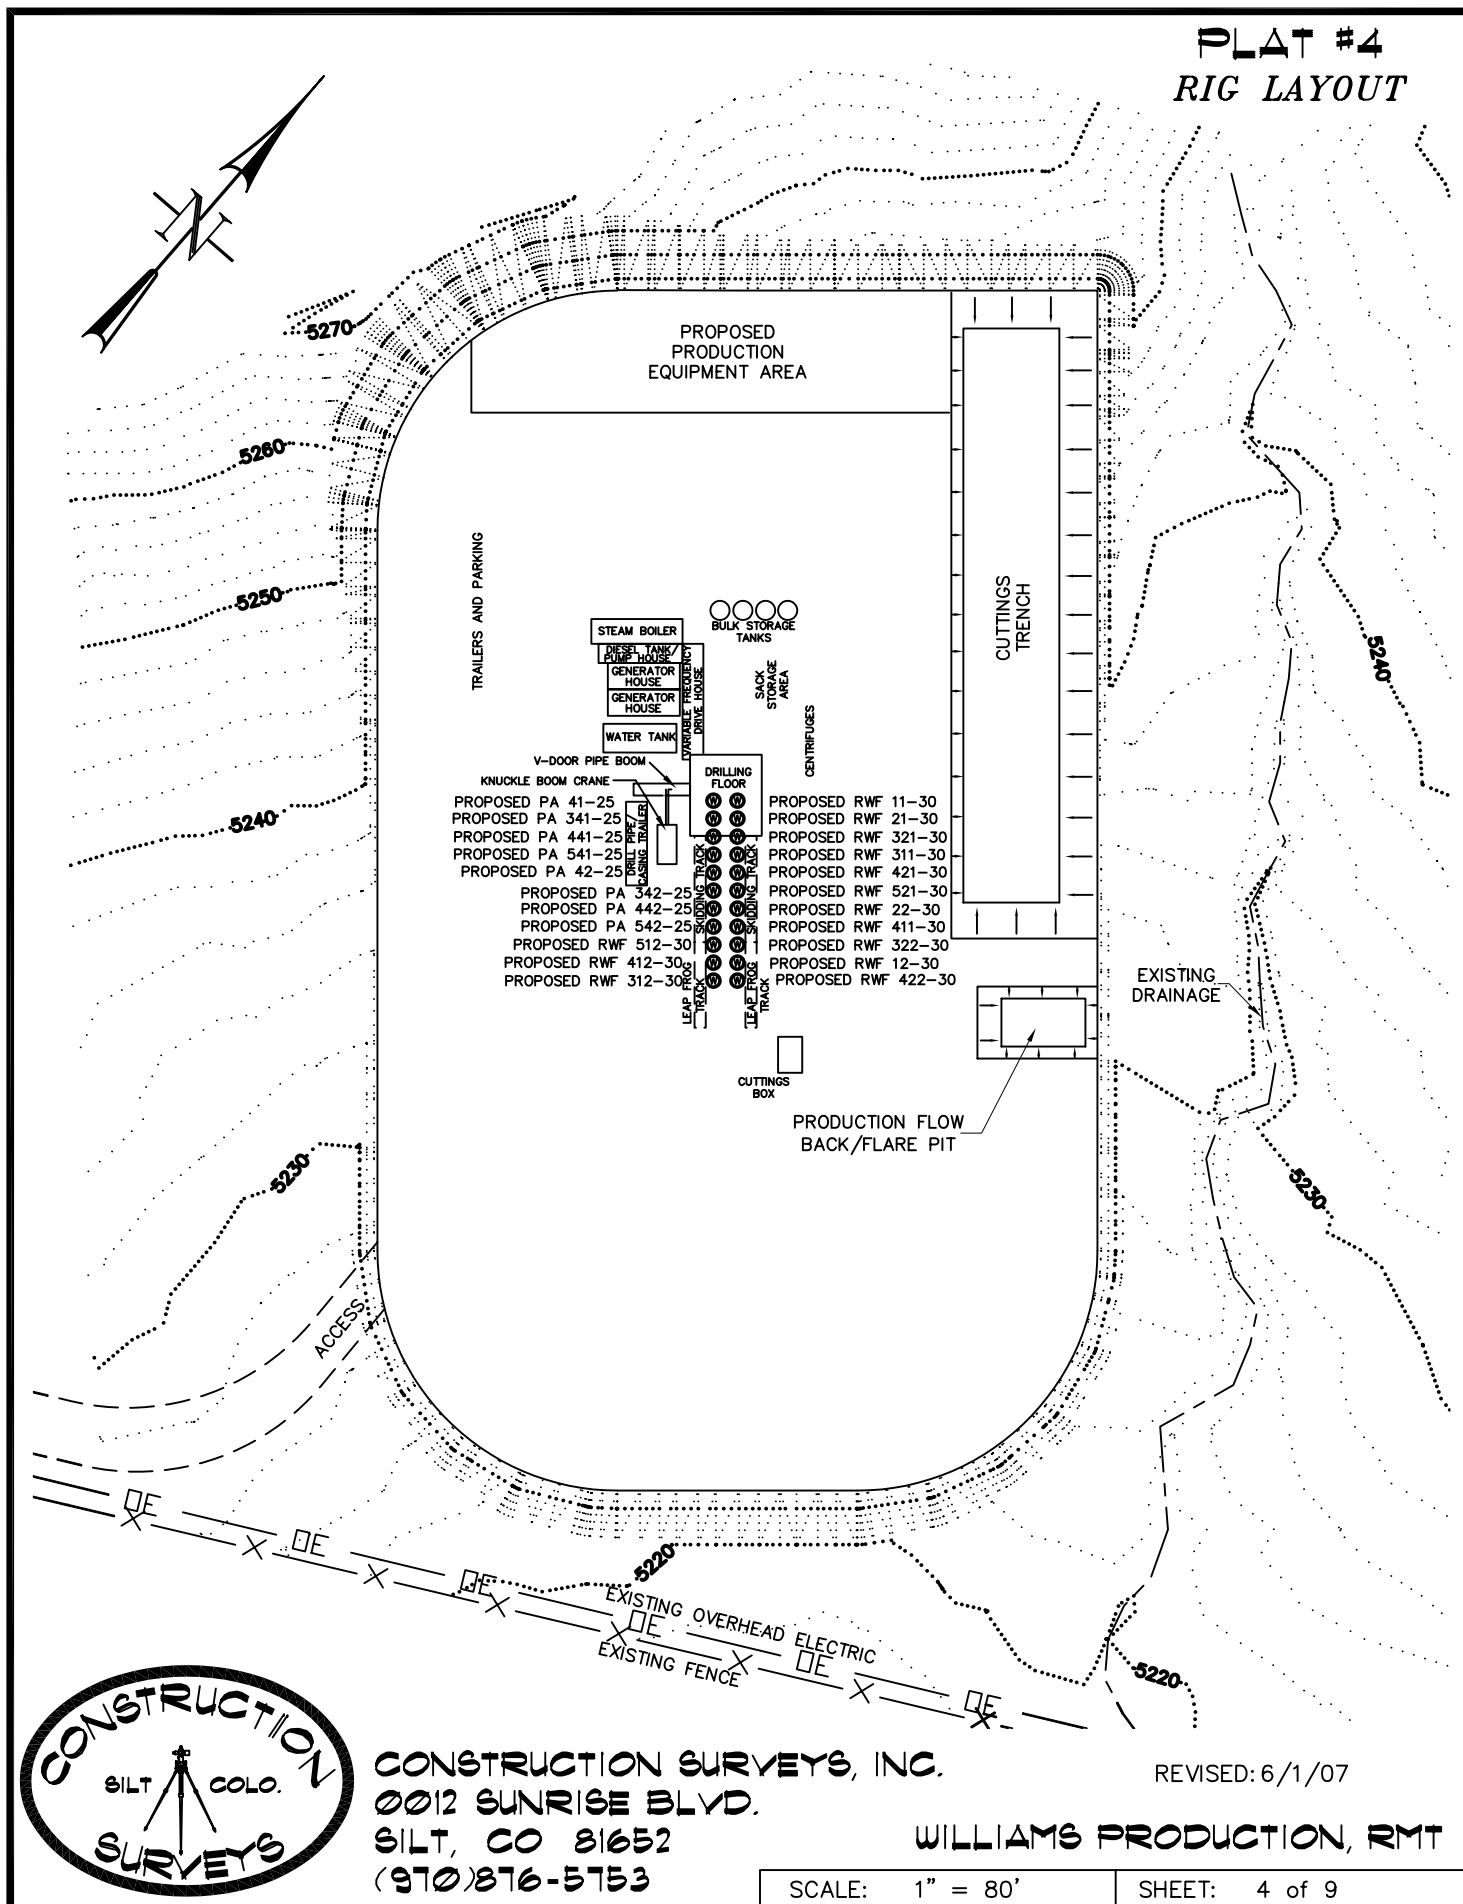 PLAT #4
RIG LAYOUT
N
5270
PROPOSED
PRODUCTION
EQUIPMENT AREA
5260
5250
TRAILERS AND PARKING
CUTTINGS
TRENCH
5240
STEAM BOILER
DIESEL TANK/
PUMP HOUSE
GENERATOR
HOUSE
GENERATOR
HOUSE
WATER TANK
VARIABLE FREQUENCY
DRIVE HOUSE
BULK STORAGE
TANKS
SACK
STORAGE
AREA
CENTRIFUGES
V-DOOR PIPE BOOM
KNUCKLE BOOM CRANE
DRILLING
FLOOR
5240
DRILL PIPE/
CASING TRAILER
PROPOSED PA 41-25
PROPOSED PA 341-25
PROPOSED PA 441-25
PROPOSED PA 541-25
PROPOSED PA 42-25
PROPOSED PA 342-25
PROPOSED PA 442-25
PROPOSED PA 542-25
PROPOSED RWF 512-30
PROPOSED RWF 412-30
PROPOSED RWF 312-30
PROPOSED RWF 11-30
PROPOSED RWF 21-30
PROPOSED RWF 321-30
PROPOSED RWF 311-30
PROPOSED RWF 421-30
PROPOSED RWF 521-30
PROPOSED RWF 22-30
PROPOSED RWF 411-30
PROPOSED RWF 322-30
PROPOSED RWF 12-30
PROPOSED RWF 422-30
SKIDDING TRACK
SKIDDING TRACK
LEAP FROG
TRACK
LEAP FROG
TRACK
EXISTING
DRAINAGE
CUTTINGS
BOX
PRODUCTION FLOW
BACK/FLARE PIT
5230
5230
ACCESS
OE
OE
OE
OE
OE
OE
5220
EXISTING OVERHEAD ELECTRIC
EXISTING FENCE
5220
CONSTRUCTION
SILT COLO.
SURVEYS
CONSTRUCTION SURVEYS, INC.
0012 SUNRISE BLVD.
SILT, CO 81652
(970)876-5753
REVISED: 6/1/07
WILLIAMS PRODUCTION, RMT
SCALE: 1" = 80'
SHEET: 4 of 9